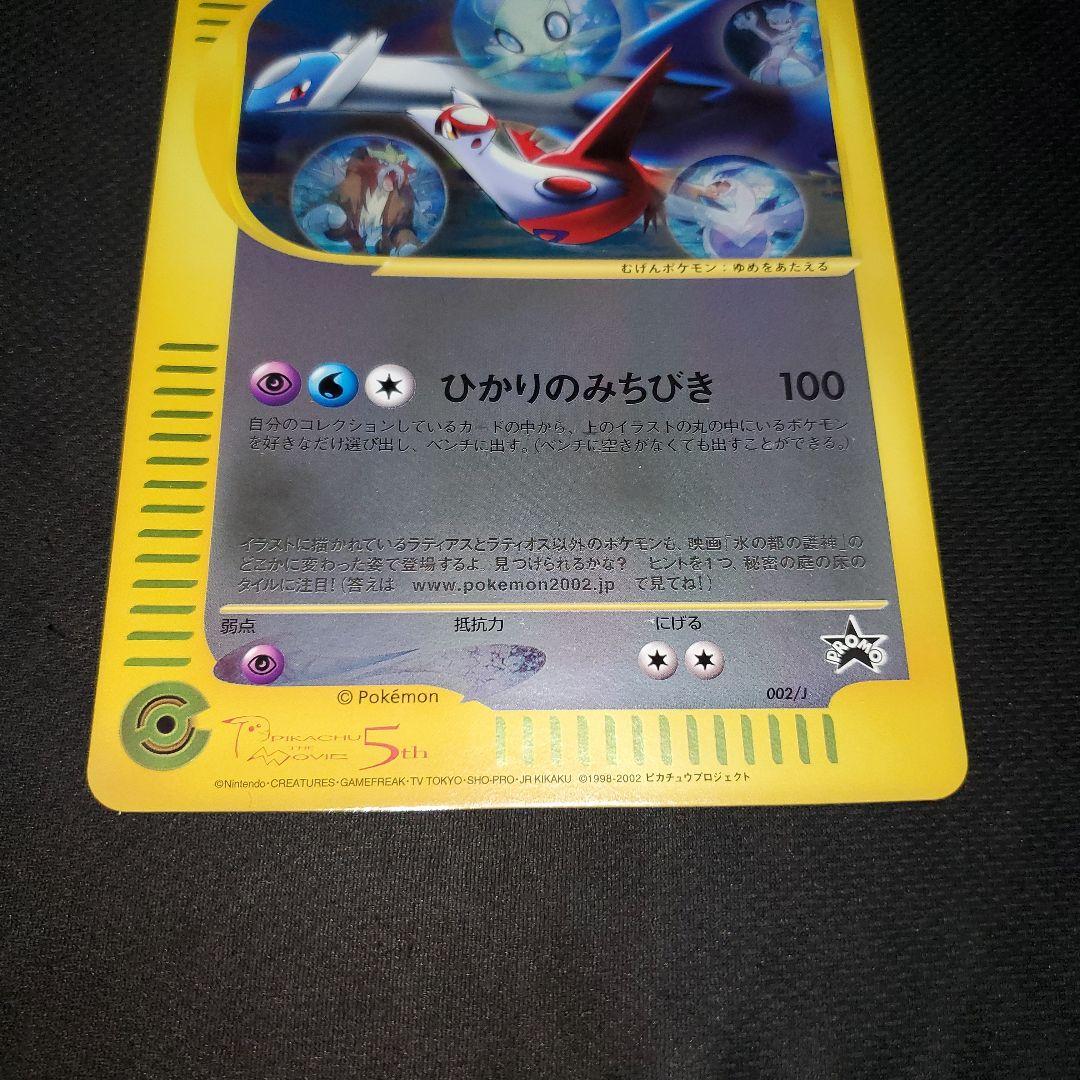 むげんポケモン：ゆめをあたえる
ひかりのみちびき 100
自分のコレクションしているカードの中から、上のイラストの丸の中にいるポケモン
を好きなだけ選び出し、ベンチに出す。（ベンチに空きがなくても出すことができる。）
イラストに描かれているラティアスとラティオス以外のポケモンも、映画「水の都の護神」の
どこかに変わった姿で登場するよ。見つけられるかな？ ヒントを1つ、秘密の庭の床の
タイルに注目！（答えは www.pokemon2002.jp で見てね！）
弱点 抵抗力 にげる
PROMO
002/J
© Pokémon
PIKACHU THE MOVIE 5th
©Nintendo・CREATURES・GAMEFREAK・TV TOKYO・SHO-PRO・JR KIKAKU ©1998-2002 ピカチュウプロジェクト